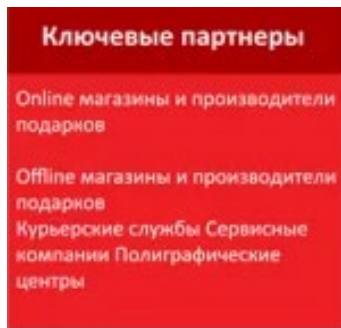 Ключевые партнеры
Online магазины и производители
подарков
Offline магазины и производители
подарков
Курьерские службы Сервисные
компании Полиграфические
центры